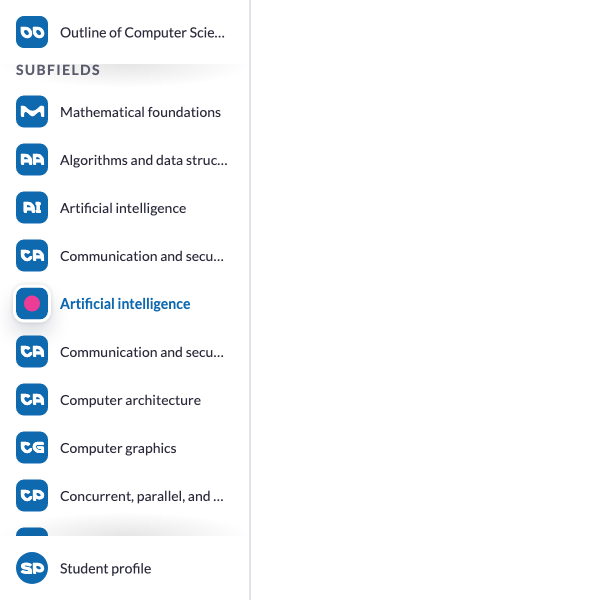 Outline of Computer Scie...
SUBFIELDS
M Mathematical foundations
AA Algorithms and data struc...
AI Artificial intelligence
CA Communication and secu...
Artificial intelligence
CA Communication and secu...
CA Computer architecture
CG Computer graphics
CP Concurrent, parallel, and ...
SP Student profile